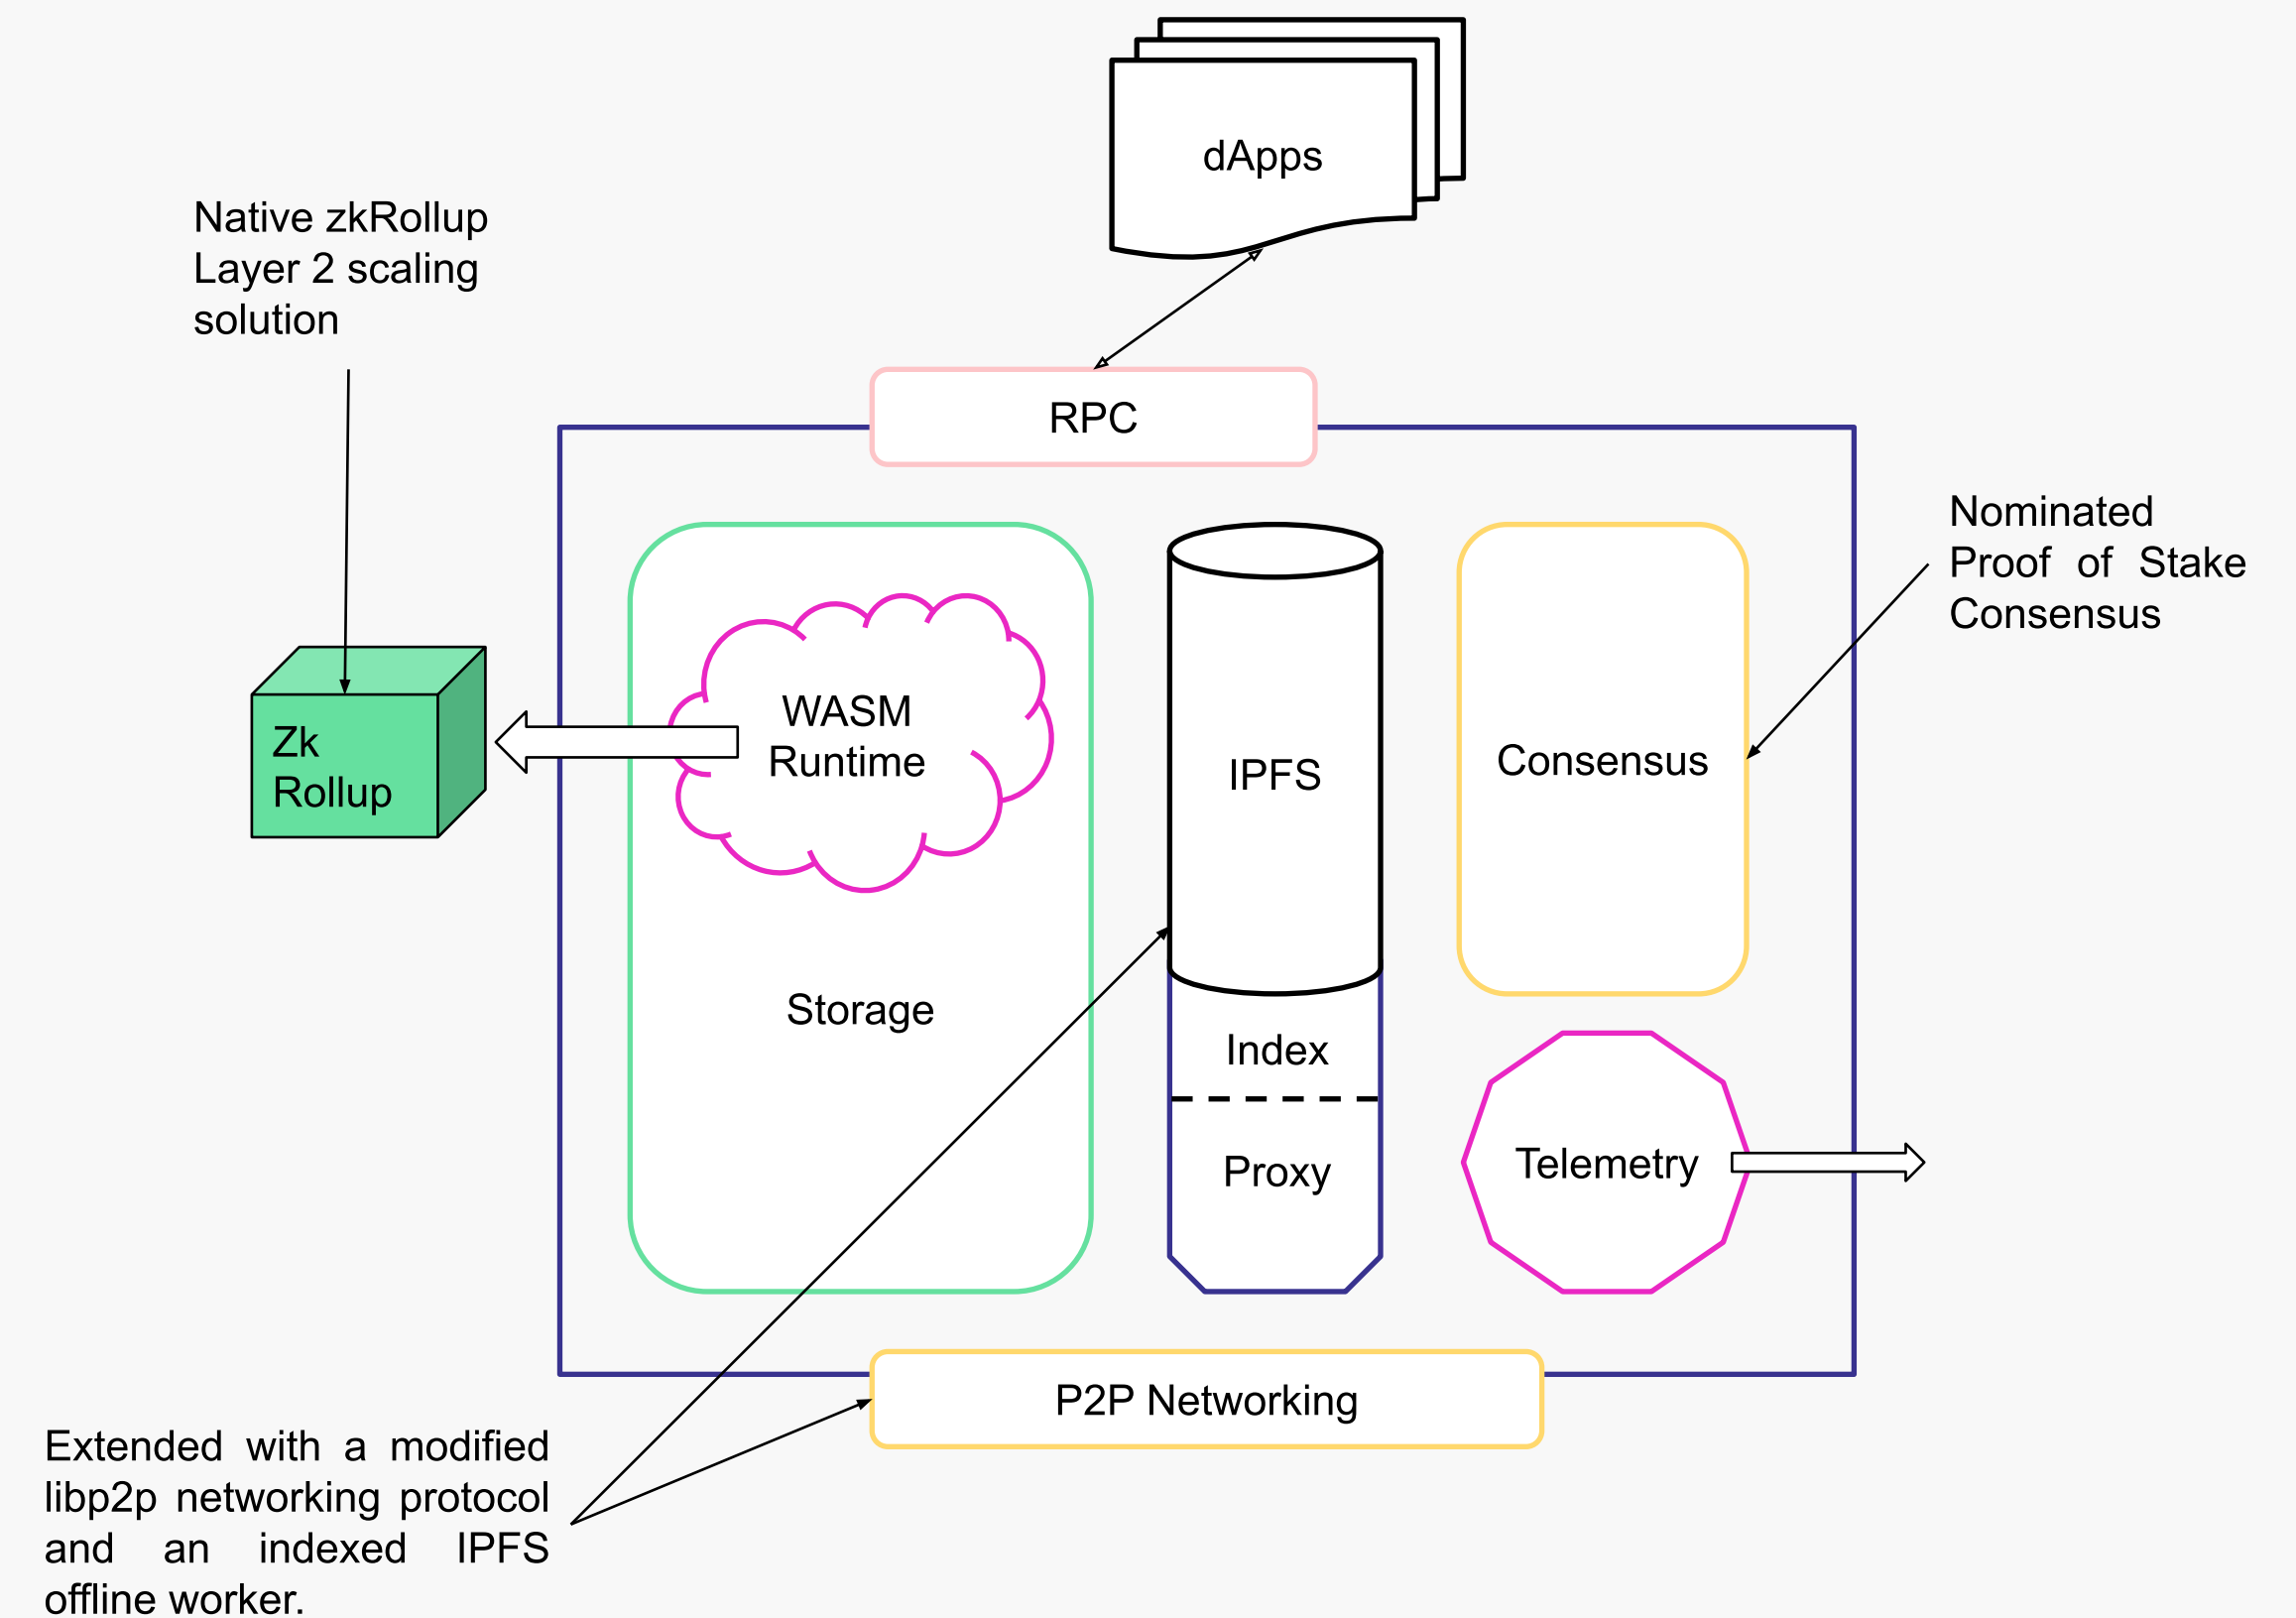 dApps
Native zkRollup
Layer 2 scaling
solution
RPC
Nominated
Proof of Stake
Consensus
Zk
Rollup
WASM
Runtime
IPFS
Consensus
Storage
Index
Proxy
Telemetry
P2P Networking
Extended with a modified
libp2p networking protocol
and an indexed IPFS
offline worker.